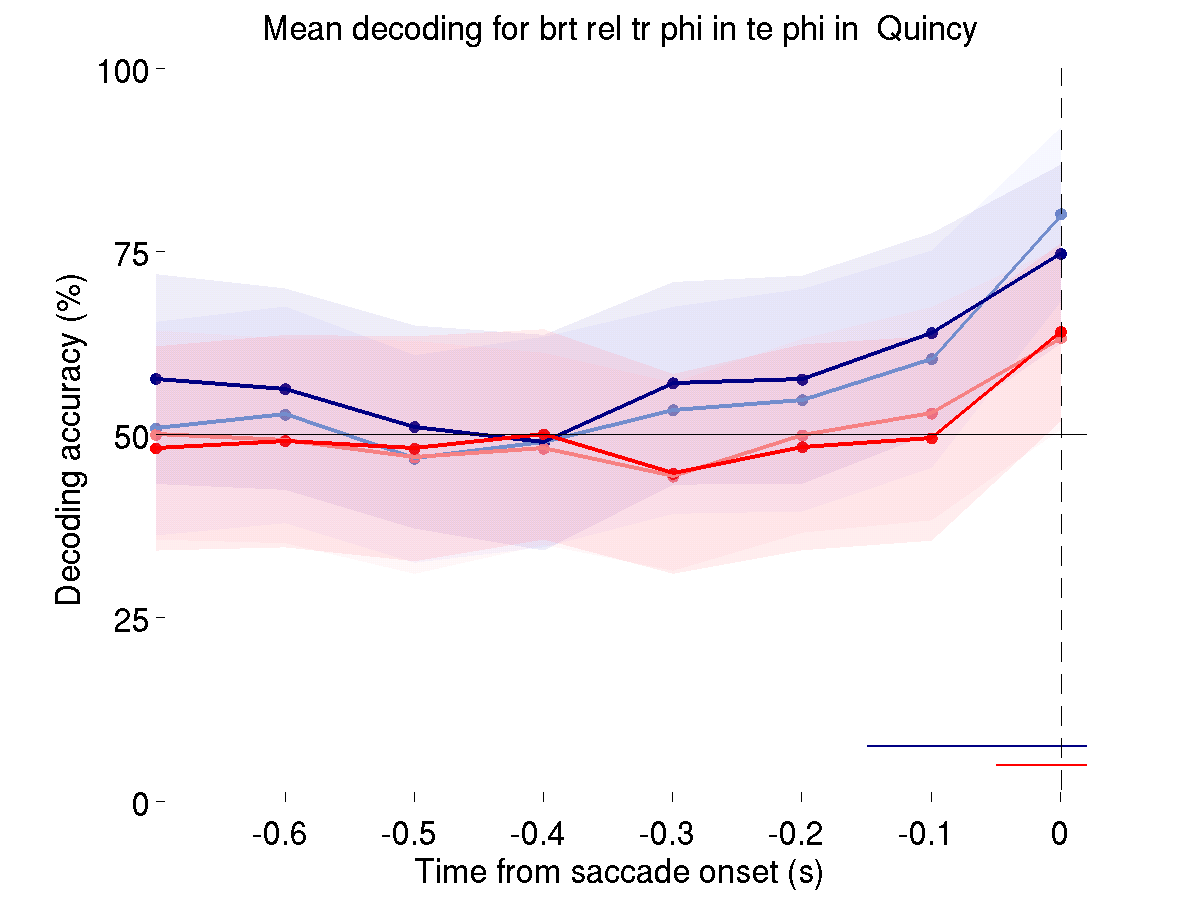 Mean decoding for brt rel tr phi in te phi in  Quincy
100
75
50
25
0
Decoding accuracy (%)
-0.6 -0.5 -0.4 -0.3 -0.2 -0.1 0
Time from saccade onset (s)